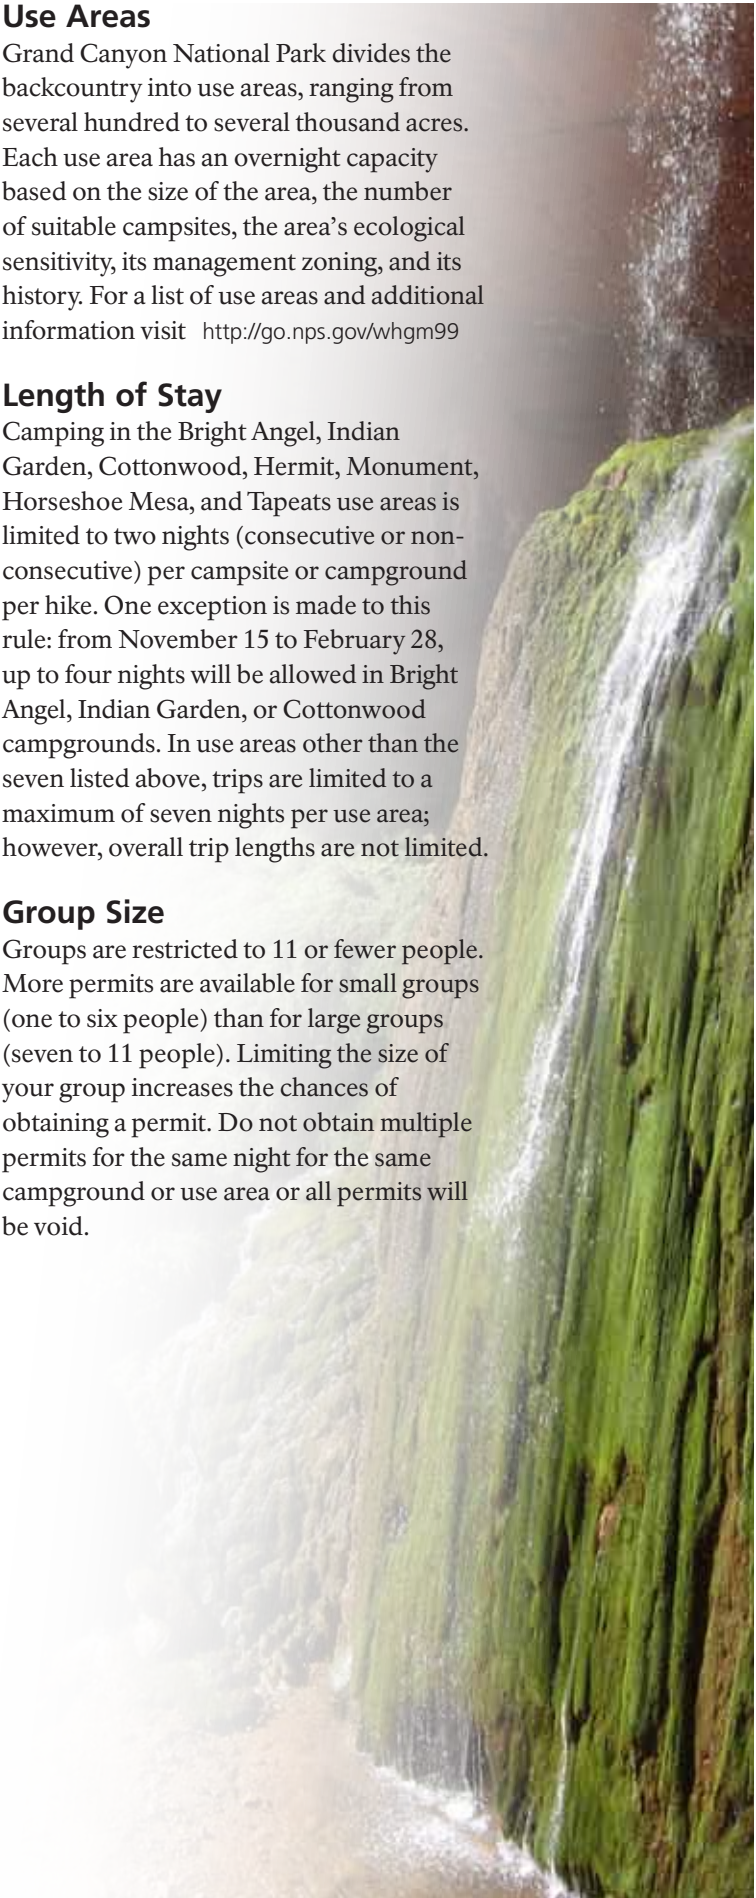 Use Areas
Grand Canyon National Park divides the
backcountry into use areas, ranging from
several hundred to several thousand acres.
Each use area has an overnight capacity
based on the size of the area, the number
of suitable campsites, the area’s ecological
sensitivity, its management zoning, and its
history. For a list of use areas and additional
information visit http://go.nps.gov/whgm99
Length of Stay
Camping in the Bright Angel, Indian
Garden, Cottonwood, Hermit, Monument,
Horseshoe Mesa, and Tapeats use areas is
limited to two nights (consecutive or non-
consecutive) per campsite or campground
per hike. One exception is made to this
rule: from November 15 to February 28,
up to four nights will be allowed in Bright
Angel, Indian Garden, or Cottonwood
campgrounds. In use areas other than the
seven listed above, trips are limited to a
maximum of seven nights per use area;
however, overall trip lengths are not limited.
Group Size
Groups are restricted to 11 or fewer people.
More permits are available for small groups
(one to six people) than for large groups
(seven to 11 people). Limiting the size of
your group increases the chances of
obtaining a permit. Do not obtain multiple
permits for the same night for the same
campground or use area or all permits will
be void.